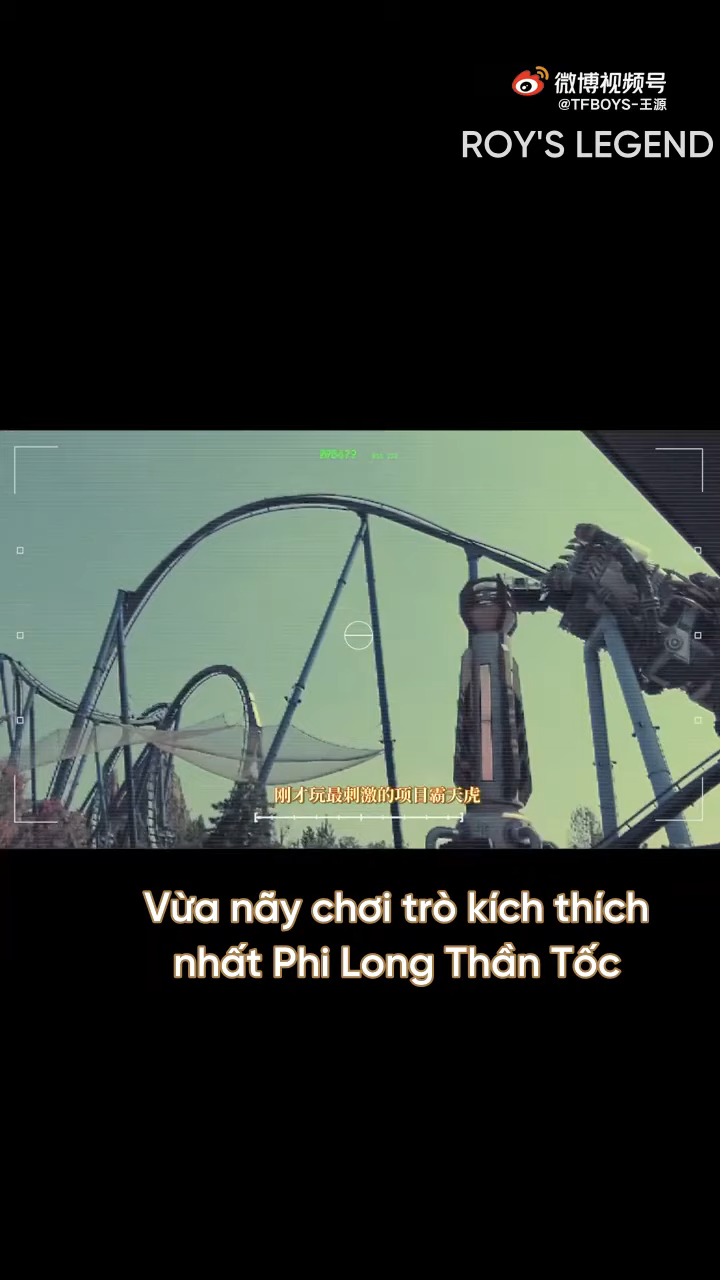 微博视频号
@TFBOYS-王源
ROY'S LEGEND
刚才玩最刺激的项目霸天虎
Vừa nãy chơi trò kích thích
nhất Phi Long Thần Tốc